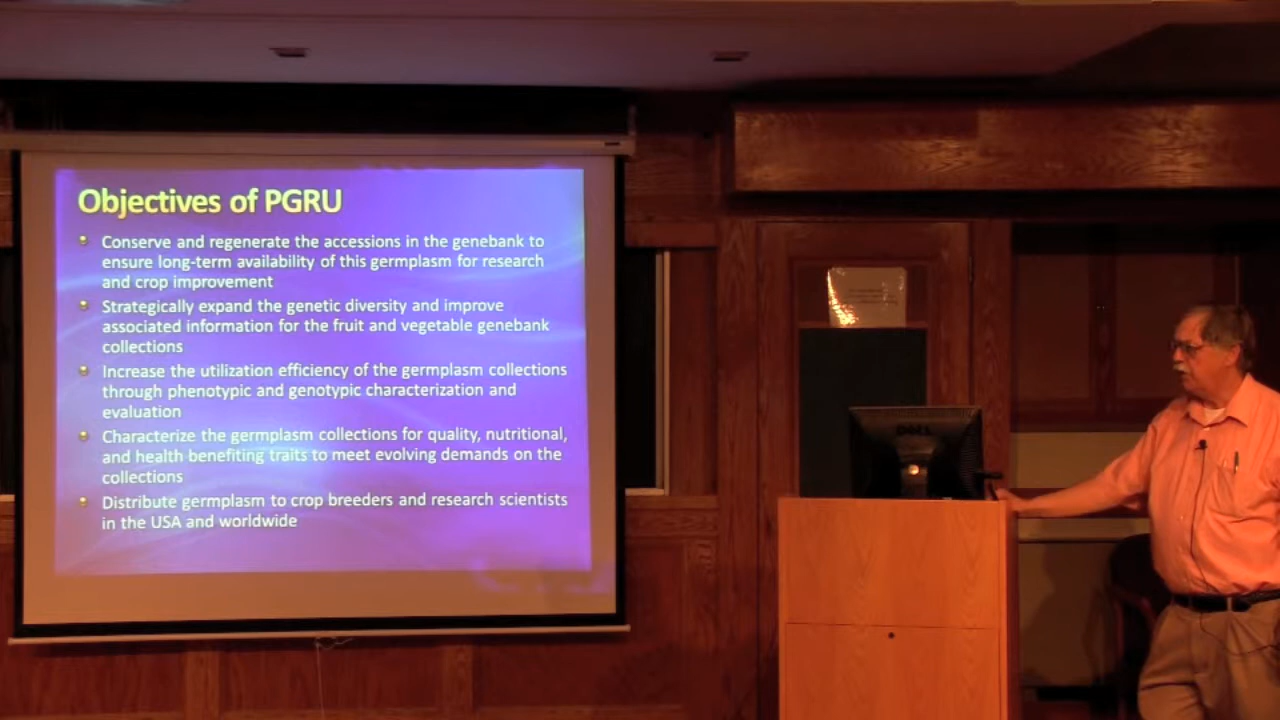 Objectives of PGRU
Conserve and regenerate the accessions in the genebank to
ensure long-term availability of this germplasm for research
and crop improvement
Strategically expand the genetic diversity and improve
associated information for the fruit and vegetable genebank
collections
Increase the utilization efficiency of the germplasm collections
through phenotypic and genotypic characterization and
evaluation
Characterize the germplasm collections for quality, nutritional,
and health benefiting traits to meet evolving demands on the
collections
Distribute germplasm to crop breeders and research scientists
in the USA and worldwide
DELL